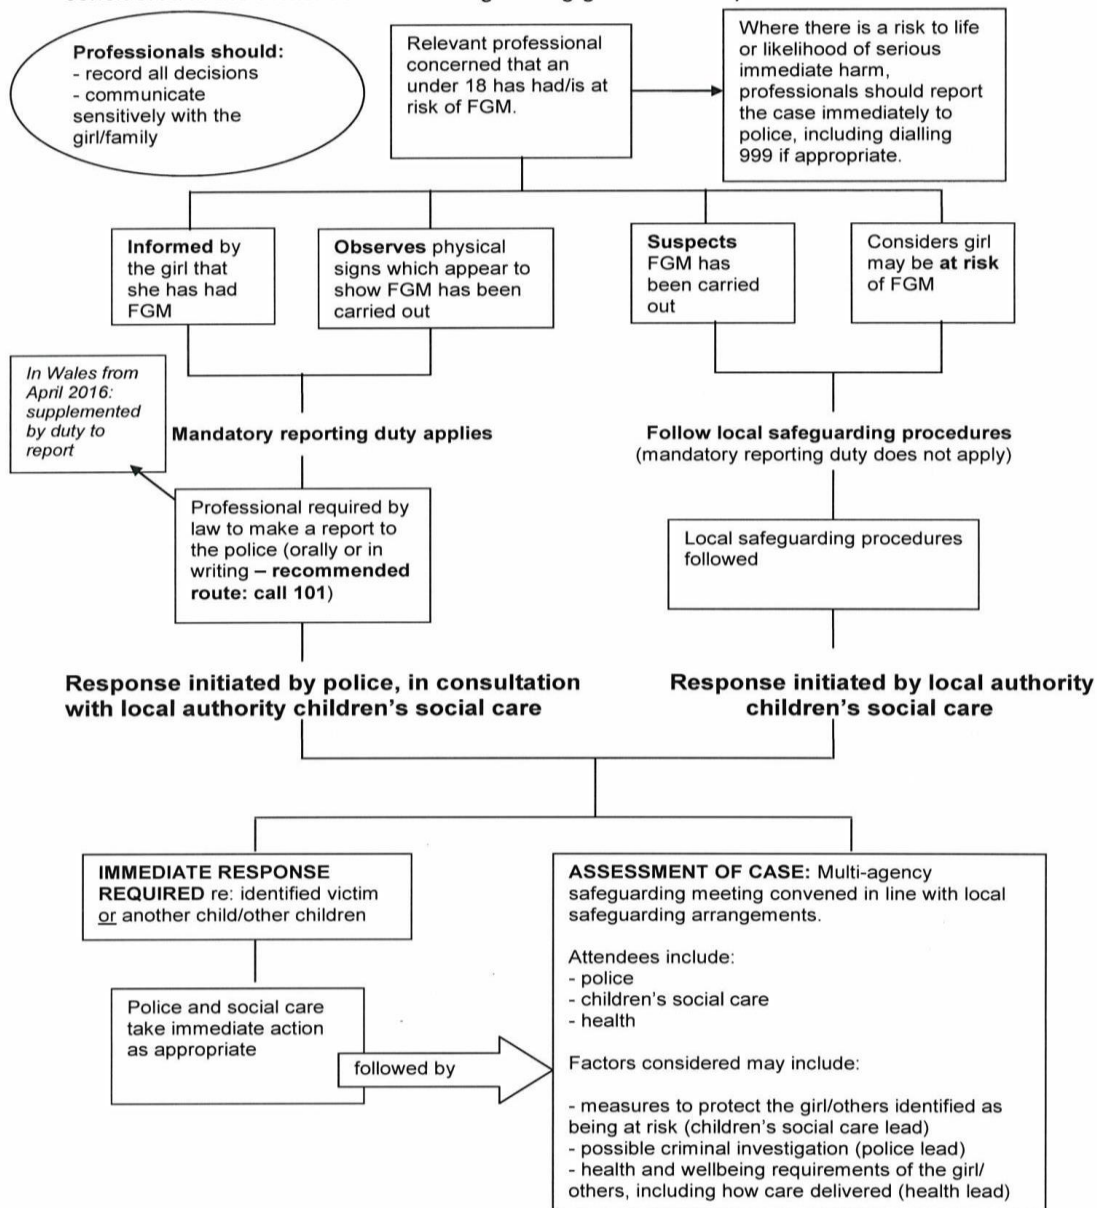 Professionals should:
- record all decisions
- communicate
sensitively with the
girl/family
Relevant professional
concerned that an
under 18 has had/is at
risk of FGM.
Where there is a risk to life
or likelihood of serious
immediate harm,
professionals should report
the case immediately to
police, including dialling
999 if appropriate.
Informed by
the girl that
she has had
FGM
Observes physical
signs which appear to
show FGM has been
carried out
Suspects
FGM has
been carried
out
Considers girl
may be at risk
of FGM
In Wales from
April 2016:
supplemented
by duty to
report
Mandatory reporting duty applies
Follow local safeguarding procedures
(mandatory reporting duty does not apply)
Professional required by
law to make a report to
the police (orally or in
writing – recommended
route: call 101)
Local safeguarding procedures
followed
Response initiated by police, in consultation
with local authority children's social care
Response initiated by local authority
children's social care
IMMEDIATE RESPONSE
REQUIRED re: identified victim
or another child/other children
Police and social care
take immediate action
as appropriate
followed by
ASSESSMENT OF CASE: Multi-agency
safeguarding meeting convened in line with local
safeguarding arrangements.
Attendees include:
- police
- children's social care
- health
Factors considered may include:
- measures to protect the girl/others identified as
being at risk (children's social care lead)
- possible criminal investigation (police lead)
- health and wellbeing requirements of the girl/
others, including how care delivered (health lead)